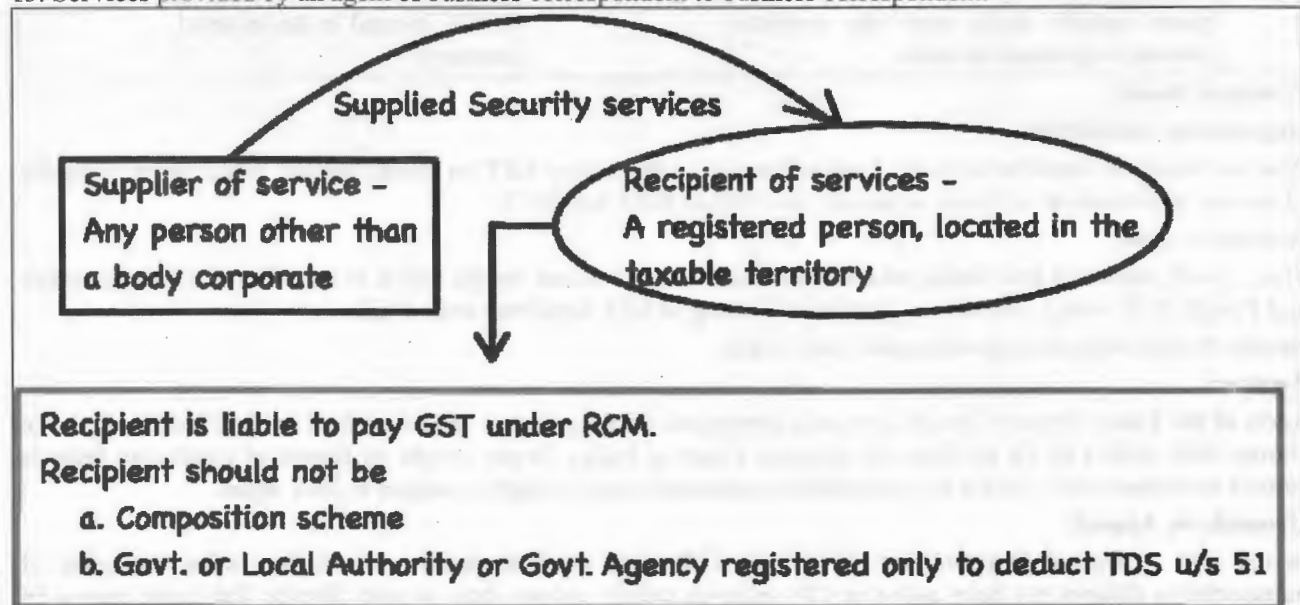 Supplied Security services
Supplier of service –
Any person other than
a body corporate
Recipient of services –
A registered person, located in the
taxable territory
Recipient is liable to pay GST under RCM.
Recipient should not be
a. Composition scheme
b. Govt. or Local Authority or Govt. Agency registered only to deduct TDS u/s 51